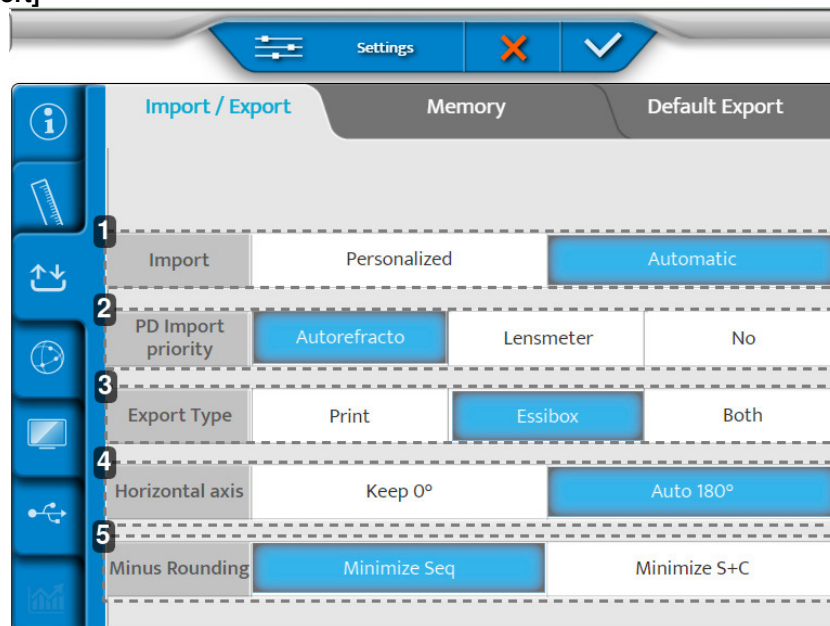 Settings
Import / Export Memory Default Export
1
Import Personalized Automatic
2
PD Import
priority Autorefracto Lensmeter No
3
Export Type Print Essibox Both
4
Horizontal axis Keep 0° Auto 180°
5
Minus Rounding Minimize Seq Minimize S+C